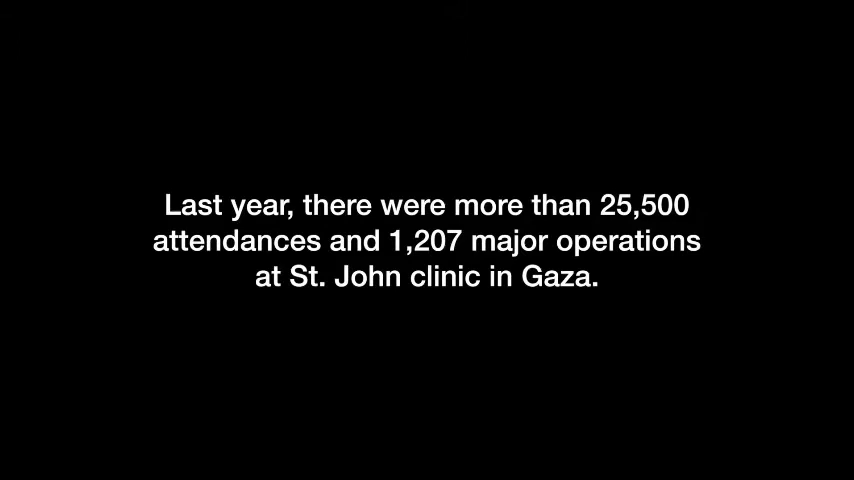 Last year, there were more than 25,500
attendances and 1,207 major operations
at St. John clinic in Gaza.